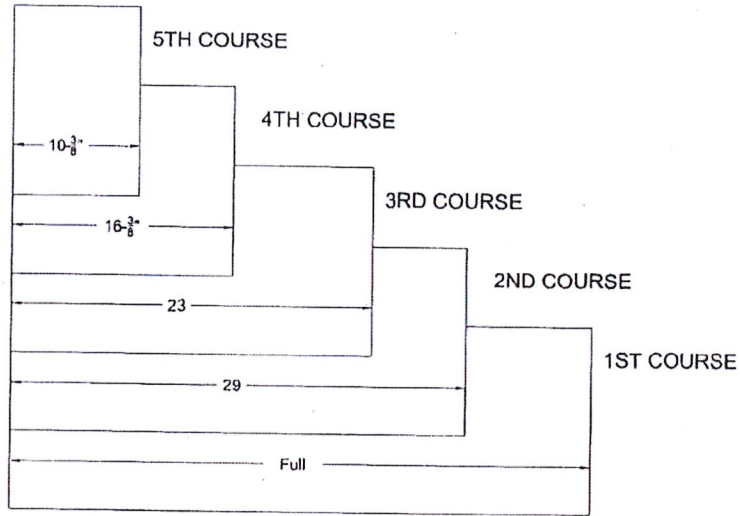 5TH COURSE
4TH COURSE
10-3/8"
3RD COURSE
16-3/8"
2ND COURSE
23
1ST COURSE
29
Full